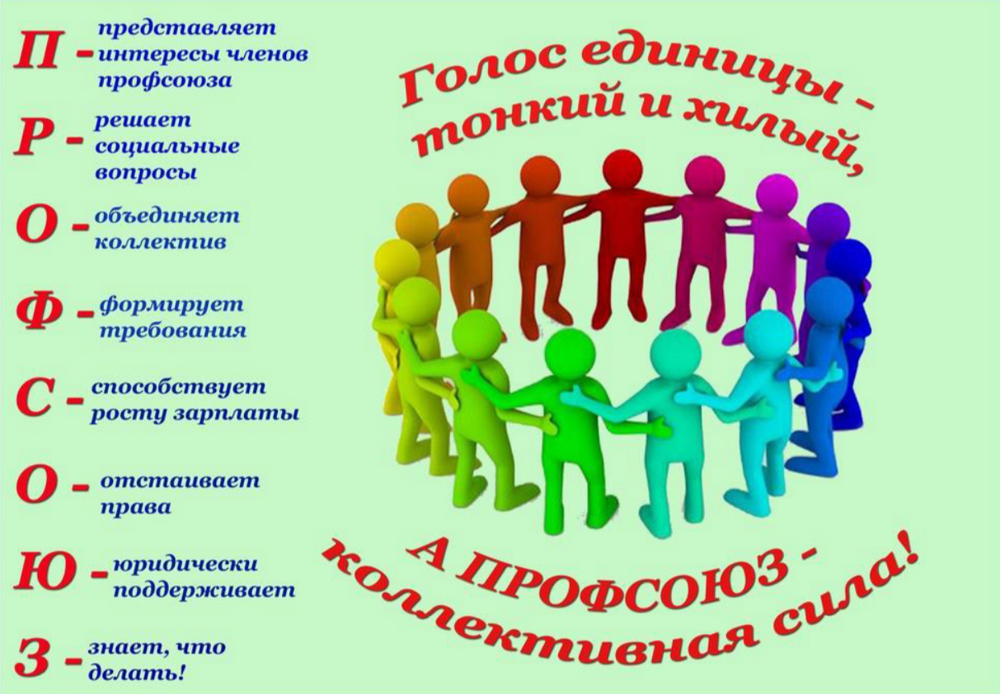 П - представляет
интересы членов
профсоюза
Р - решает
социальные
вопросы
О - объединяет
коллектив
Ф - формирует
требования
С - способствует
росту зарплаты
О - отстаивает
права
Ю - юридически
поддерживает
З - знает, что
делать!
Голос единицы -
тонкий и хилый,
А ПРОФСОЮЗ -
коллективная сила!